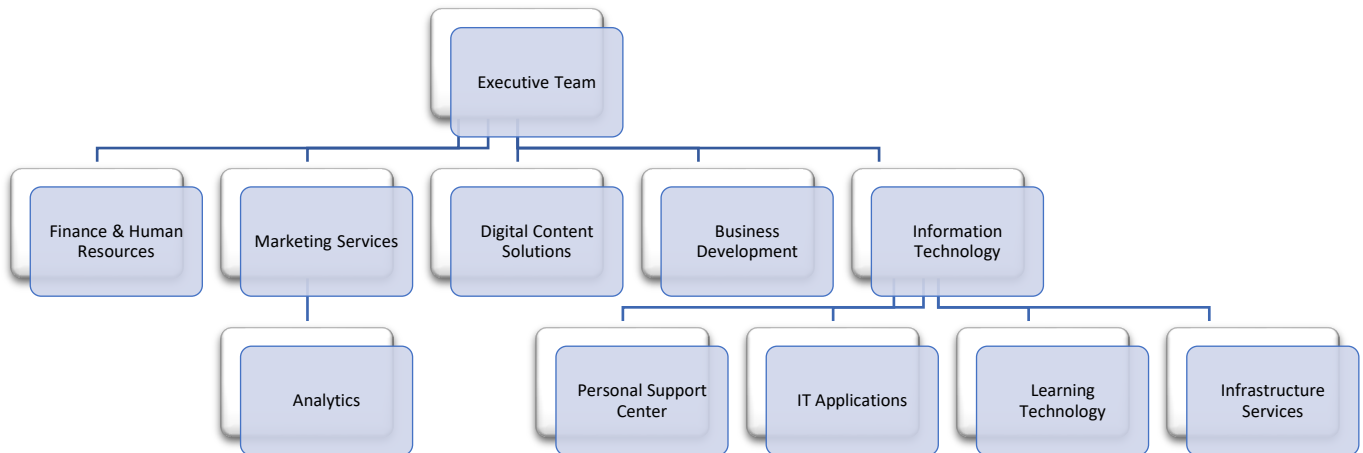 Executive Team
Finance & Human
Resources
Marketing Services
Digital Content
Solutions
Business
Development
Information
Technology
Analytics
Personal Support
Center
IT Applications
Learning
Technology
Infrastructure
Services